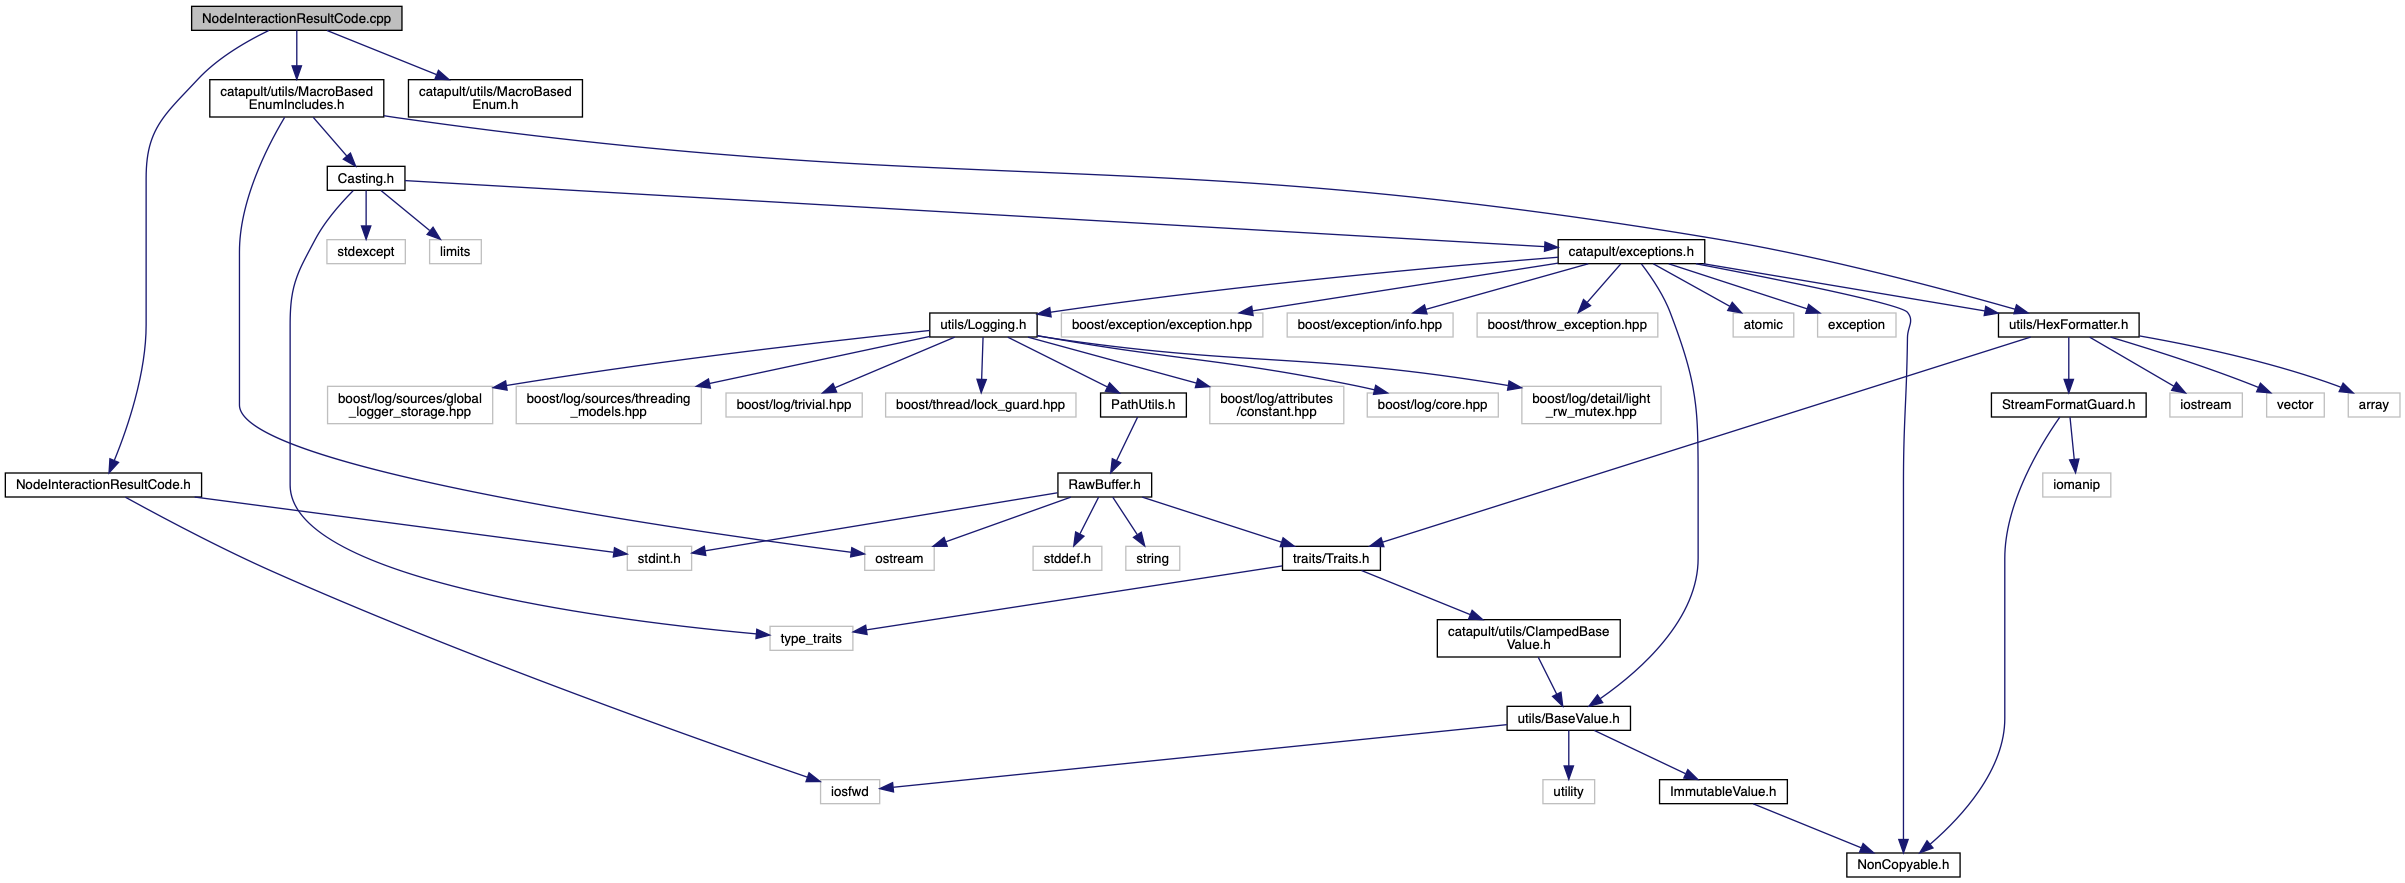 NodeInteractionResultCode.cpp
catapult/utils/MacroBased
EnumIncludes.h
catapult/utils/MacroBased
Enum.h
Casting.h
stdexcept
limits
catapult/exceptions.h
utils/Logging.h
boost/exception/exception.hpp
boost/exception/info.hpp
boost/throw_exception.hpp
atomic
exception
utils/HexFormatter.h
boost/log/sources/global
_logger_storage.hpp
boost/log/sources/threading
_models.hpp
boost/log/trivial.hpp
boost/thread/lock_guard.hpp
PathUtils.h
boost/log/attributes
/constant.hpp
boost/log/core.hpp
boost/log/detail/light
_rw_mutex.hpp
StreamFormatGuard.h
iostream
vector
array
NodeInteractionResultCode.h
RawBuffer.h
iomanip
stdint.h
ostream
stddef.h
string
traits/Traits.h
type_traits
catapult/utils/ClampedBase
Value.h
utils/BaseValue.h
iosfwd
utility
ImmutableValue.h
NonCopyable.h